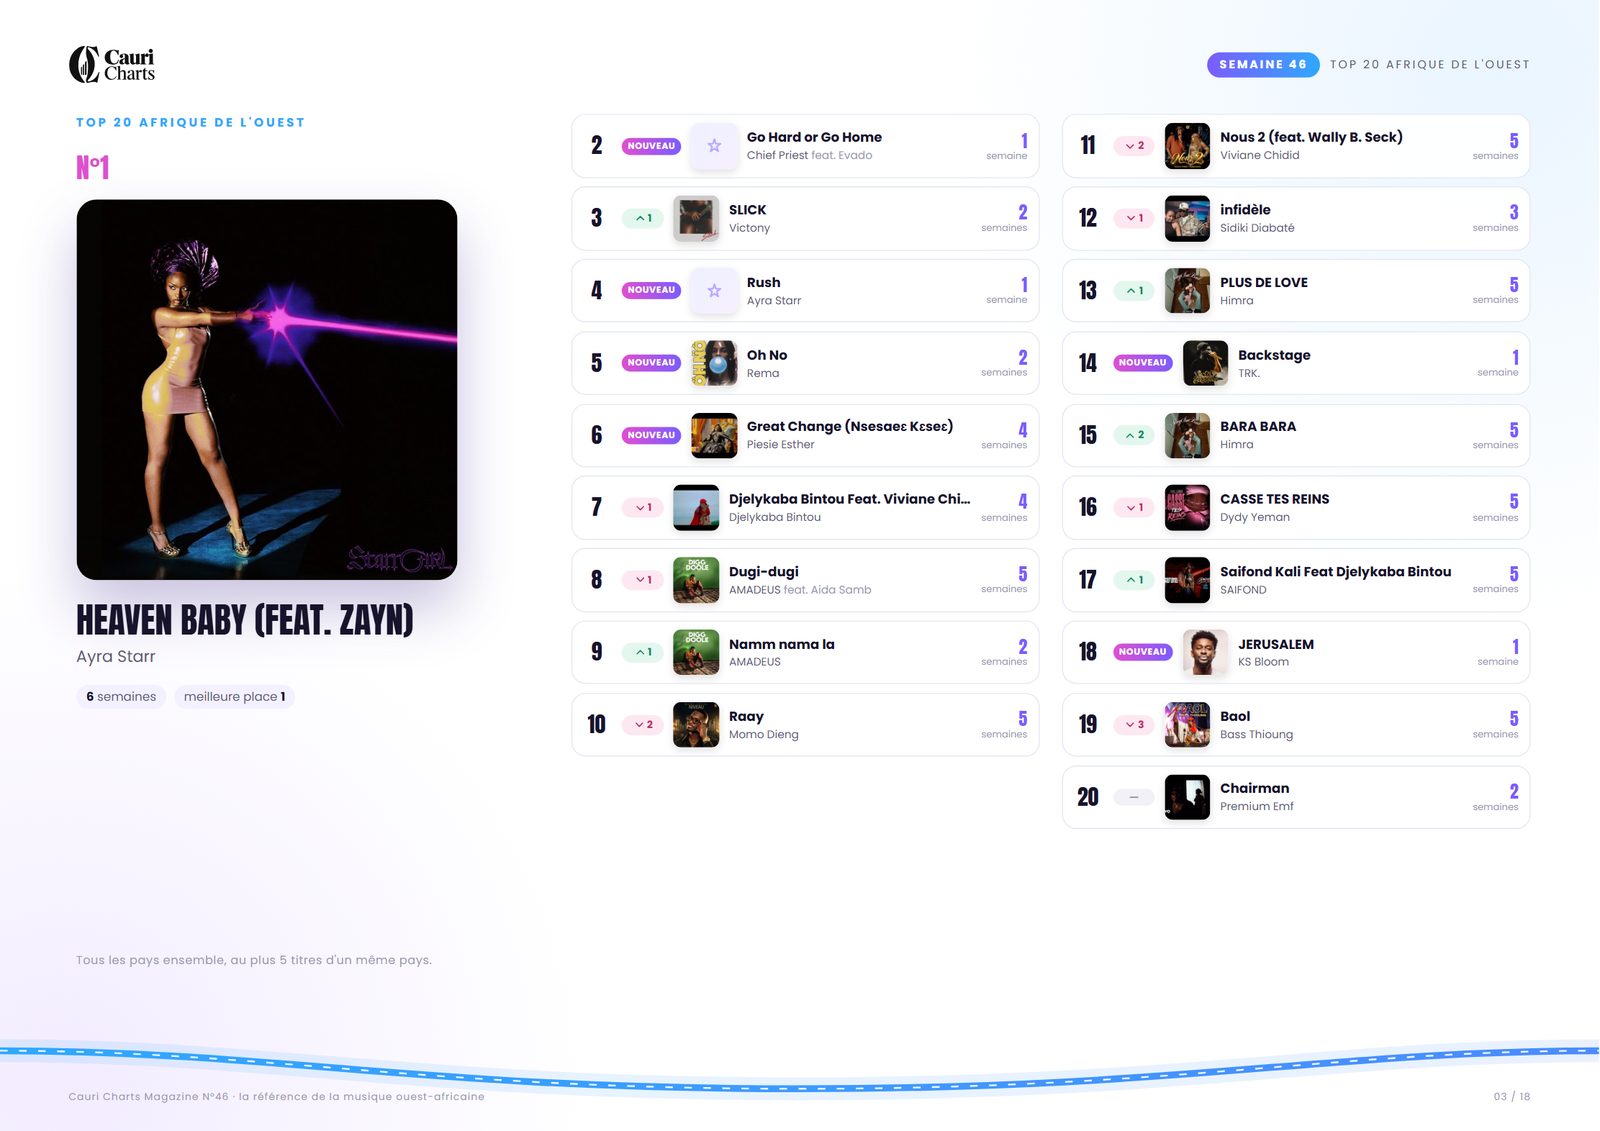 Cauri
Charts
SEMAINE 46 TOP 20 AFRIQUE DE L'OUEST
TOP 20 AFRIQUE DE L'OUEST
N°1
StarrGirl
HEAVEN BABY (FEAT. ZAYN)
Ayra Starr
6 semaines meilleure place 1
Tous les pays ensemble, au plus 5 titres d'un même pays.
2 NOUVEAU Go Hard or Go Home 1
Chief Priest feat. Evado semaine
3 1 SLICK 2
Victony semaines
4 NOUVEAU Rush 1
Ayra Starr semaine
5 NOUVEAU Oh No 2
Rema semaines
6 NOUVEAU Great Change (Nsesaeɛ Kɛseɛ) 4
Piesie Esther semaines
7 1 Djelykaba Bintou Feat. Viviane Chi... 4
Djelykaba Bintou semaines
8 1 Dugi-dugi 5
AMADEUS feat. Aida Samb semaines
9 1 Namm nama la 2
AMADEUS semaines
10 2 Raay 5
Momo Dieng semaines
11 2 Nous 2 (feat. Wally B. Seck) 5
Viviane Chidid semaines
12 1 infidèle 3
Sidiki Diabaté semaines
13 1 PLUS DE LOVE 5
Himra semaines
14 NOUVEAU Backstage 1
TRK. semaine
15 2 BARA BARA 5
Himra semaines
16 1 CASSE TES REINS 5
Dydy Yeman semaines
17 1 Saifond Kali Feat Djelykaba Bintou 5
SAIFOND semaines
18 NOUVEAU JERUSALEM 1
KS Bloom semaine
19 3 Baol 5
Bass Thioung semaines
20 – Chairman 2
Premium Emf semaines
Cauri Charts Magazine N°46 · la référence de la musique ouest-africaine
03 / 18